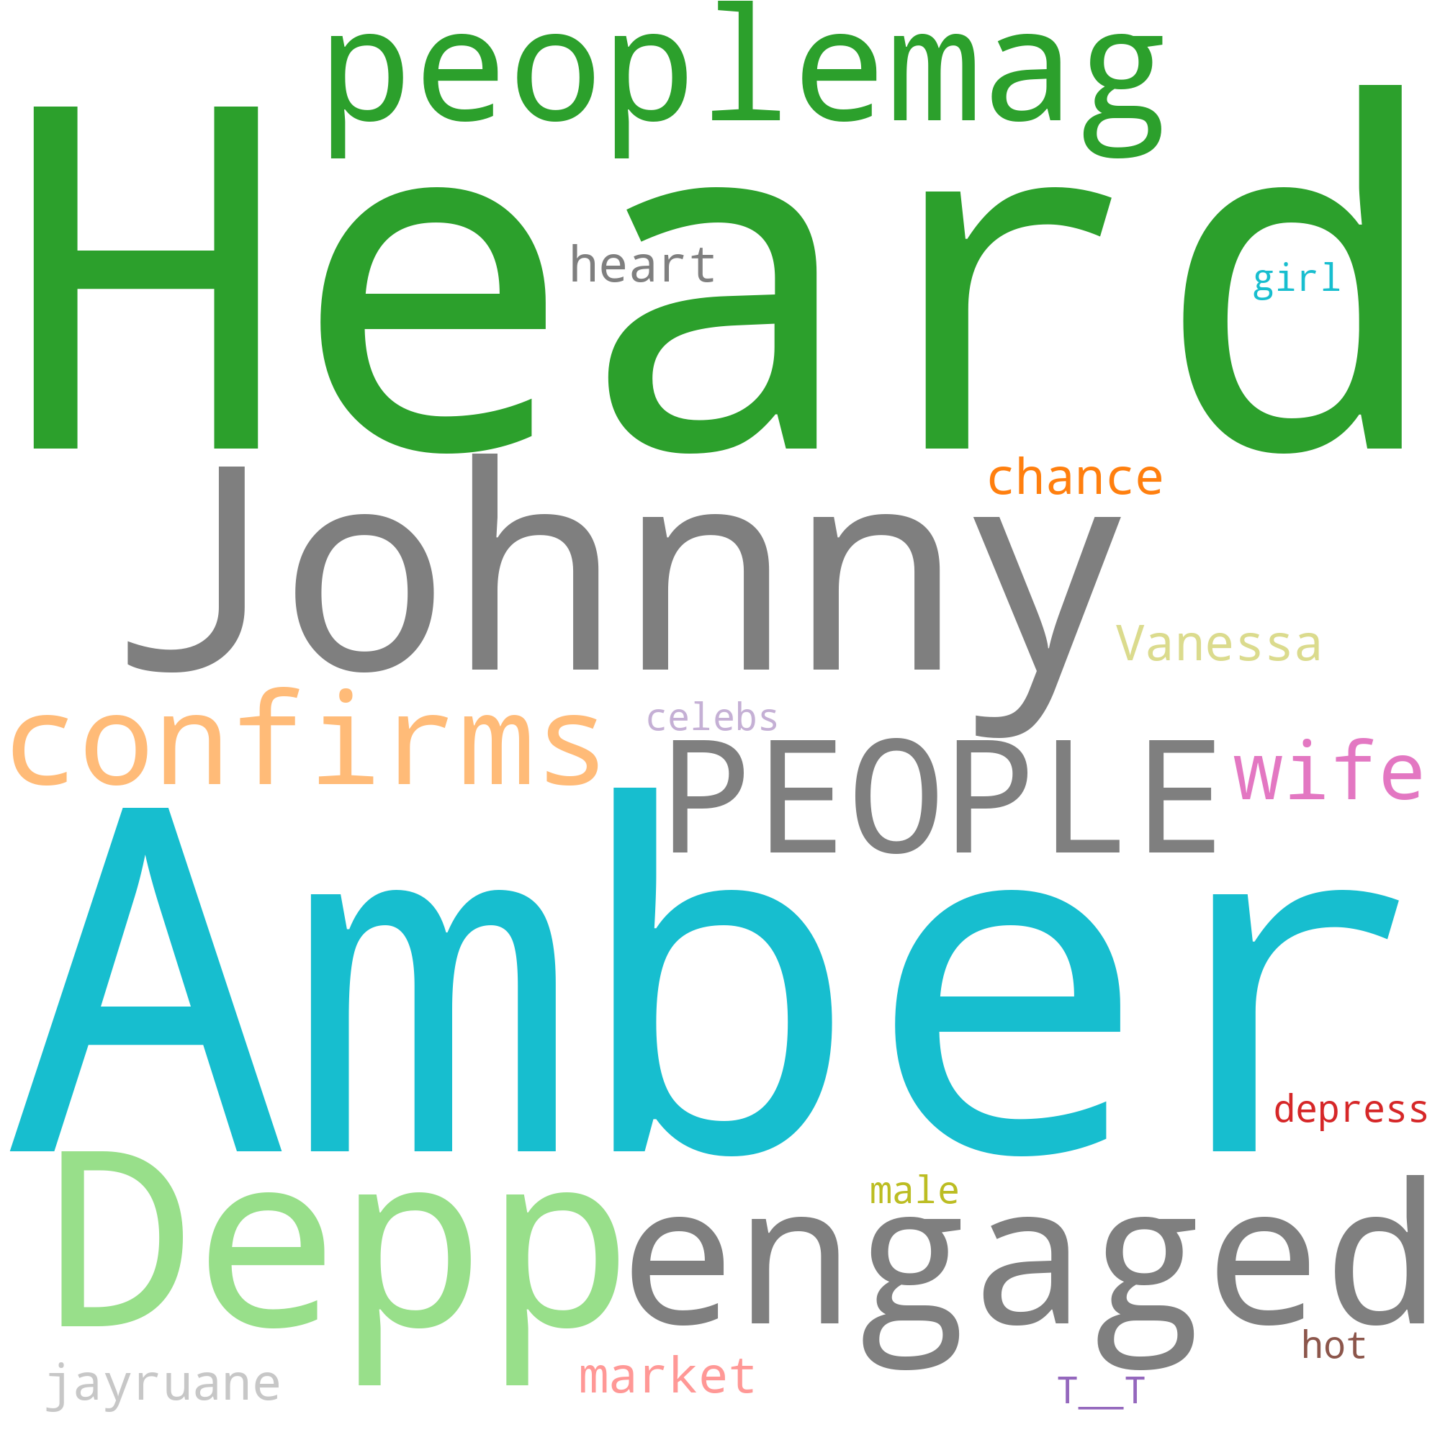 peoplemag
Heard
heart
girl
chance
Johnny
Vanessa
confirms
celebs
PEOPLE
wife
Amber
depress
Depp
male
engaged
hot
jayruane
market
T__T